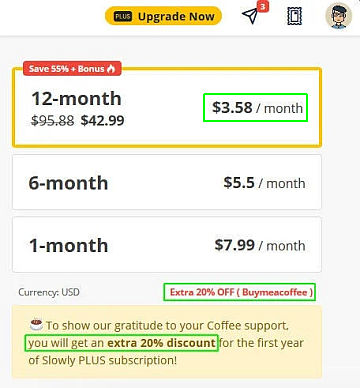 PLUS Upgrade Now
3
Save 55% + Bonus
12-month
$95.88 $42.99
$3.58 / month
6-month
$5.5 / month
1-month
$7.99 / month
Currency: USD
Extra 20% OFF ( Buymeacoffee )
To show our gratitude to your Coffee support,
you will get an extra 20% discount for the first year
of Slowly PLUS subscription!